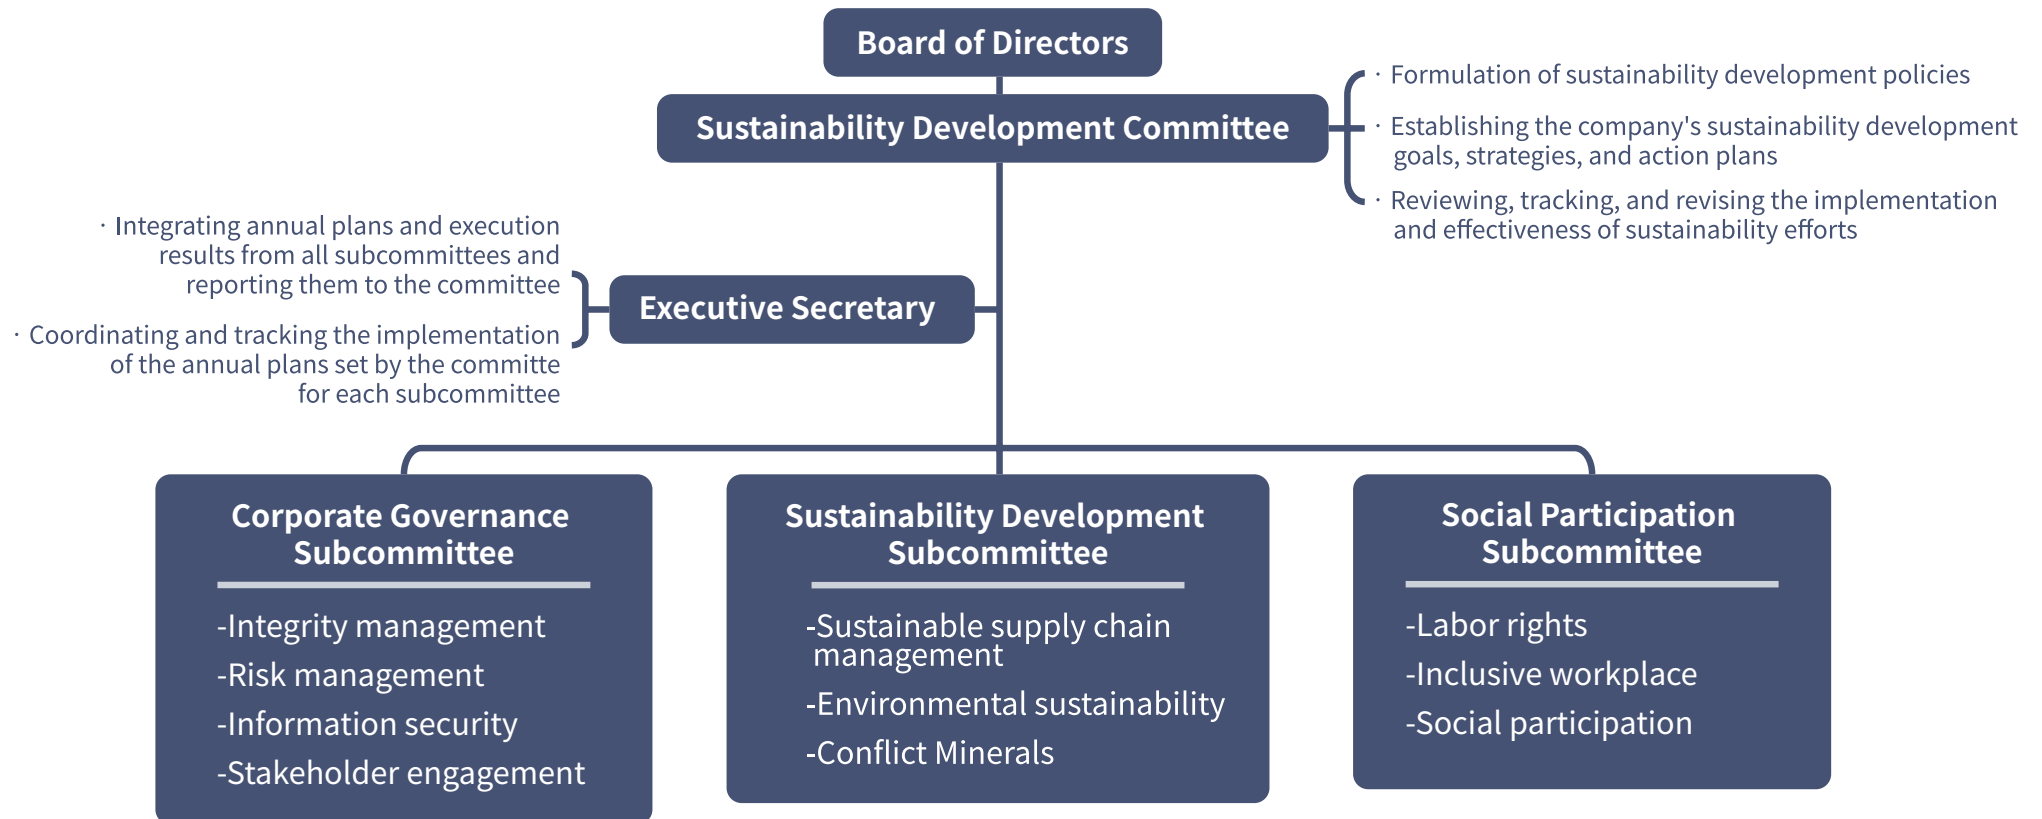 Board of Directors
Sustainability Development Committee
· Formulation of sustainability development policies
· Establishing the company's sustainability development
goals, strategies, and action plans
· Reviewing, tracking, and revising the implementation
and effectiveness of sustainability efforts
· Integrating annual plans and execution
results from all subcommittees and
reporting them to the committee
· Coordinating and tracking the implementation
of the annual plans set by the committe
for each subcommittee
Executive Secretary
Corporate Governance
Subcommittee
-Integrity management
-Risk management
-Information security
-Stakeholder engagement
Sustainability Development
Subcommittee
-Sustainable supply chain
management
-Environmental sustainability
-Conflict Minerals
Social Participation
Subcommittee
-Labor rights
-Inclusive workplace
-Social participation